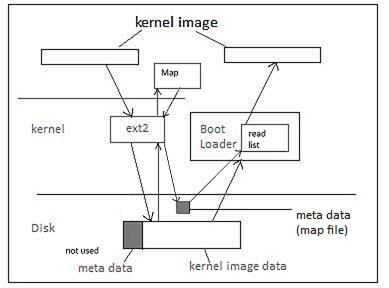 kernel image
Map
kernel
ext2
Boot
Loader
read
list
Disk
meta data
(map file)
not used
meta data
kernel image data